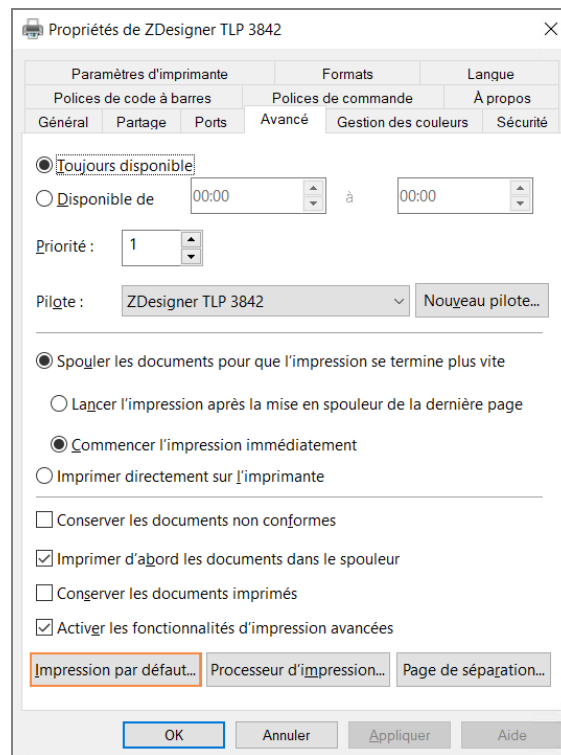 Propriétés de ZDesigner TLP 3842
Paramètres d'imprimante Formats Langue
Polices de code à barres Polices de commande À propos
Général Partage Ports Avancé Gestion des couleurs Sécurité
Toujours disponible
Disponible de 00:00 à 00:00
Priorité : 1
Pilote : ZDesigner TLP 3842 Nouveau pilote...
Spouler les documents pour que l'impression se termine plus vite
Lancer l'impression après la mise en spouleur de la dernière page
Commencer l'impression immédiatement
Imprimer directement sur l'imprimante
Conserver les documents non conformes
Imprimer d'abord les documents dans le spouleur
Conserver les documents imprimés
Activer les fonctionnalités d'impression avancées
Impression par défaut... Processeur d'impression... Page de séparation...
OK Annuler Appliquer Aide